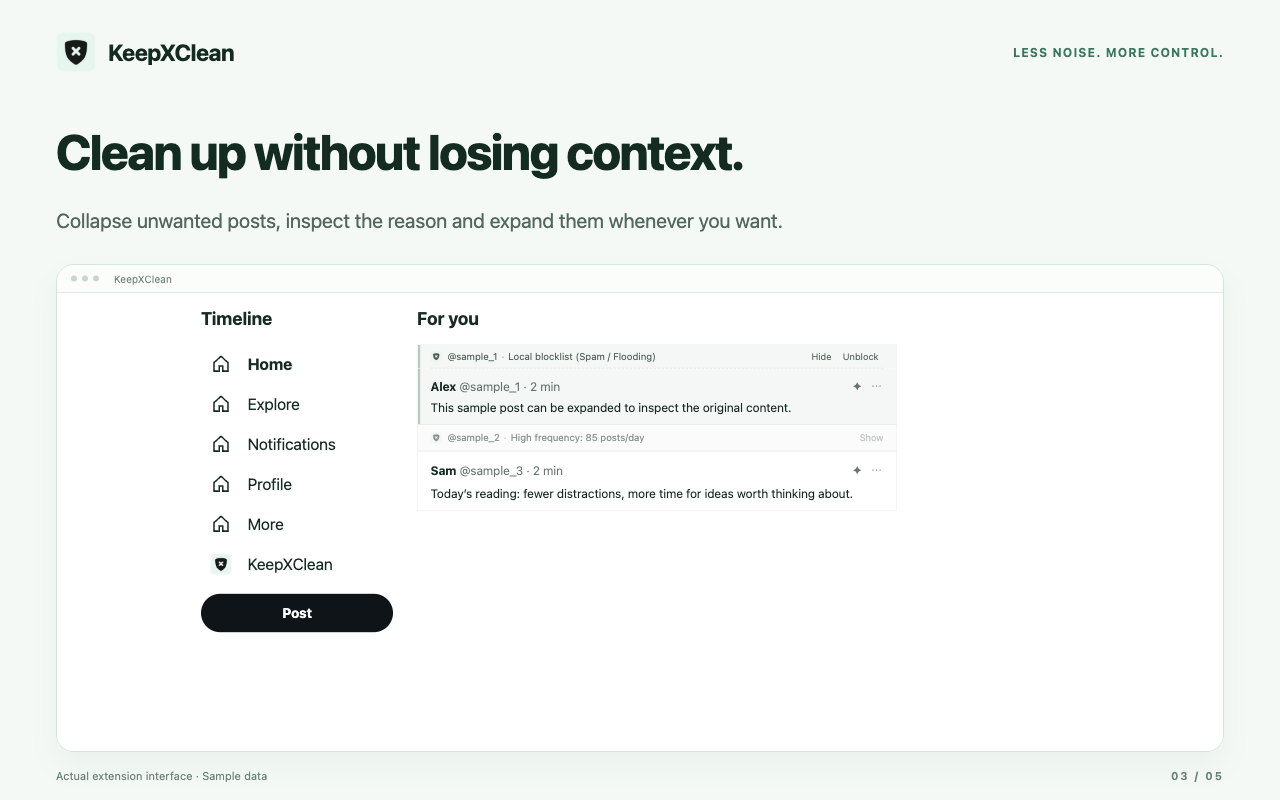 KeepXClean
LESS NOISE. MORE CONTROL.
Clean up without losing context.
Collapse unwanted posts, inspect the reason and expand them whenever you want.
KeepXClean
Timeline
Home
Explore
Notifications
Profile
More
KeepXClean
Post
For you
@sample_1 · Local blocklist (Spam / Flooding) Hide Unblock
Alex @sample_1 · 2 min
This sample post can be expanded to inspect the original content.
@sample_2 · High frequency: 85 posts/day Show
Sam @sample_3 · 2 min
Today’s reading: fewer distractions, more time for ideas worth thinking about.
Actual extension interface · Sample data
03 / 05